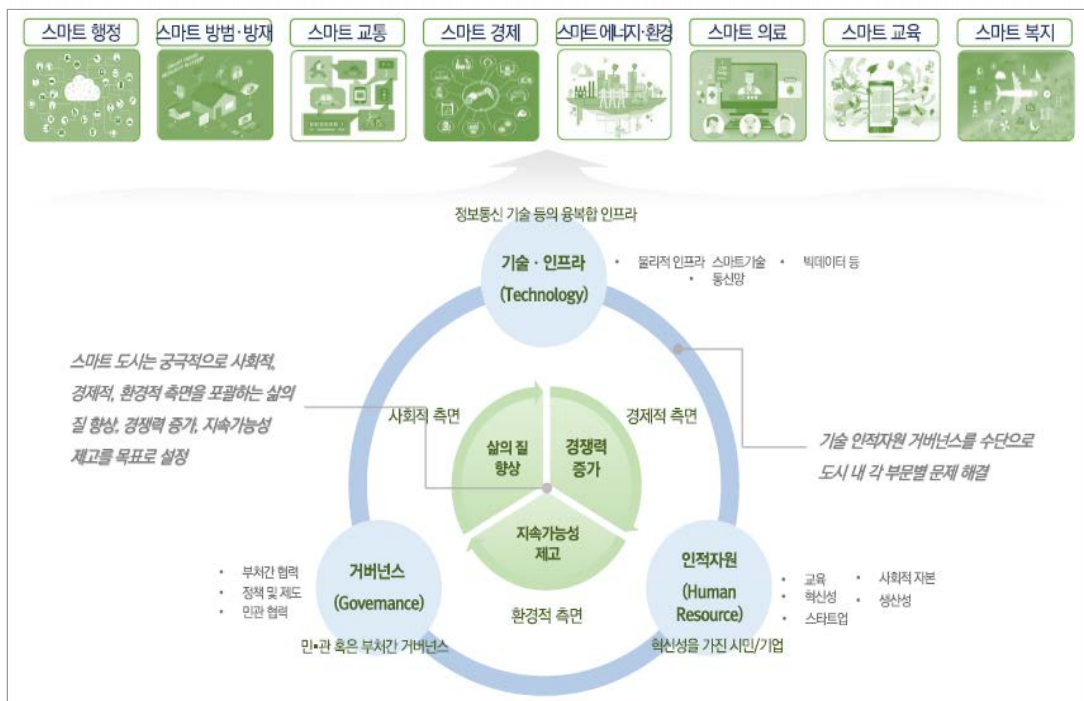 스마트 행정
스마트 방범·방재
스마트 교통
스마트 경제
스마트에너지·환경
스마트 의료
스마트 교육
스마트 복지
정보통신 기술 등의 융복합 인프라
기술 · 인프라
(Technology)
• 물리적 인프라 스마트기술 • 빅데이터 등
• 통신망
스마트 도시는 궁극적으로 사회적,
경제적, 환경적 측면을 포괄하는 삶의
질 향상, 경쟁력 증가, 지속가능성
제고를 목표로 설정
사회적 측면
경제적 측면
삶의 질
향상
경쟁력
증가
지속가능성
제고
환경적 측면
기술 인적자원 거버넌스를 수단으로
도시 내 각 부문별 문제 해결
• 부처간 협력
• 정책 및 제도
• 민관 협력
거버넌스
(Governance)
민•관 혹은 부처간 거버넌스
인적자원
(Human
Resource)
• 교육
• 혁신성
• 스타트업
• 사회적 자본
• 생산성
혁신성을 가진 시민/기업